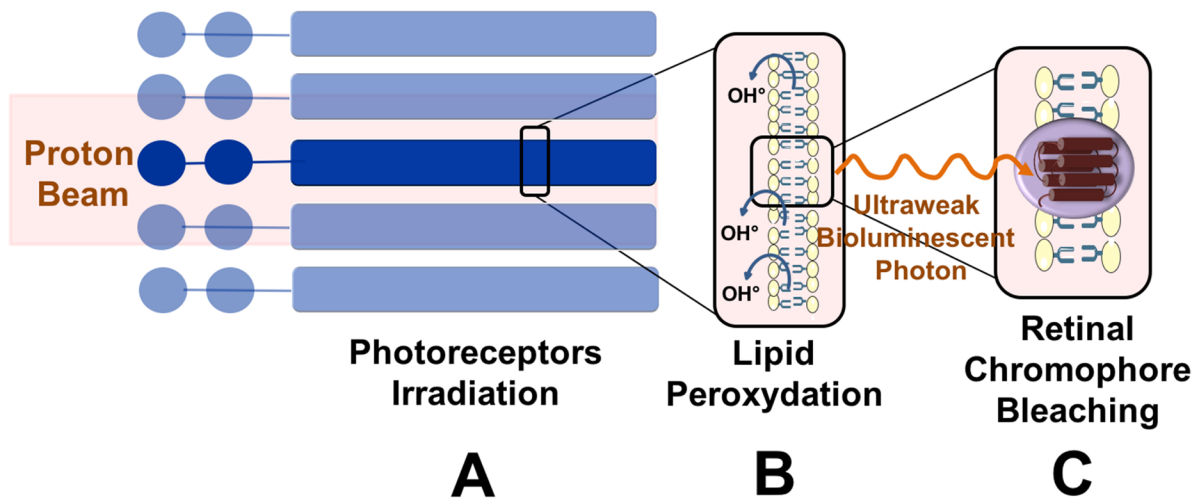 Proton
Beam
OH°
OH°
OH°
Ultraweak
Bioluminescent
Photon
Photoreceptors
Irradiation
Lipid
Peroxydation
Retinal
Chromophore
Bleaching
A
B
C